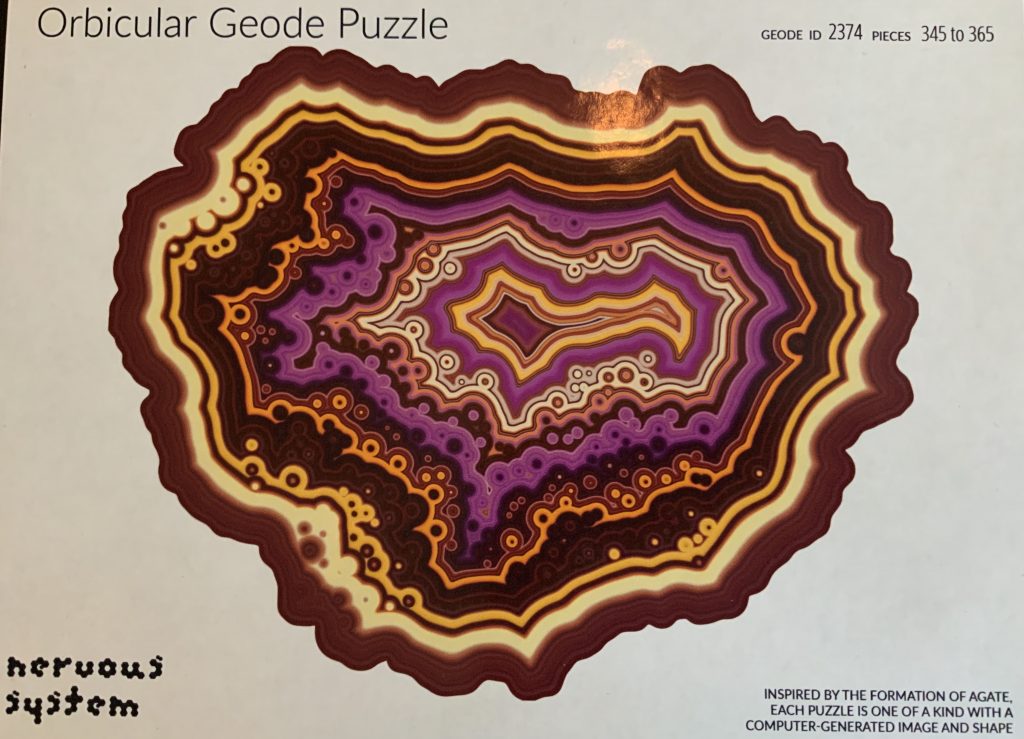 Orbicular Geode Puzzle
GEODE ID 2374 PIECES 345 to 365
nervous
system
INSPIRED BY THE FORMATION OF AGATE,
EACH PUZZLE IS ONE OF A KIND WITH A
COMPUTER-GENERATED IMAGE AND SHAPE